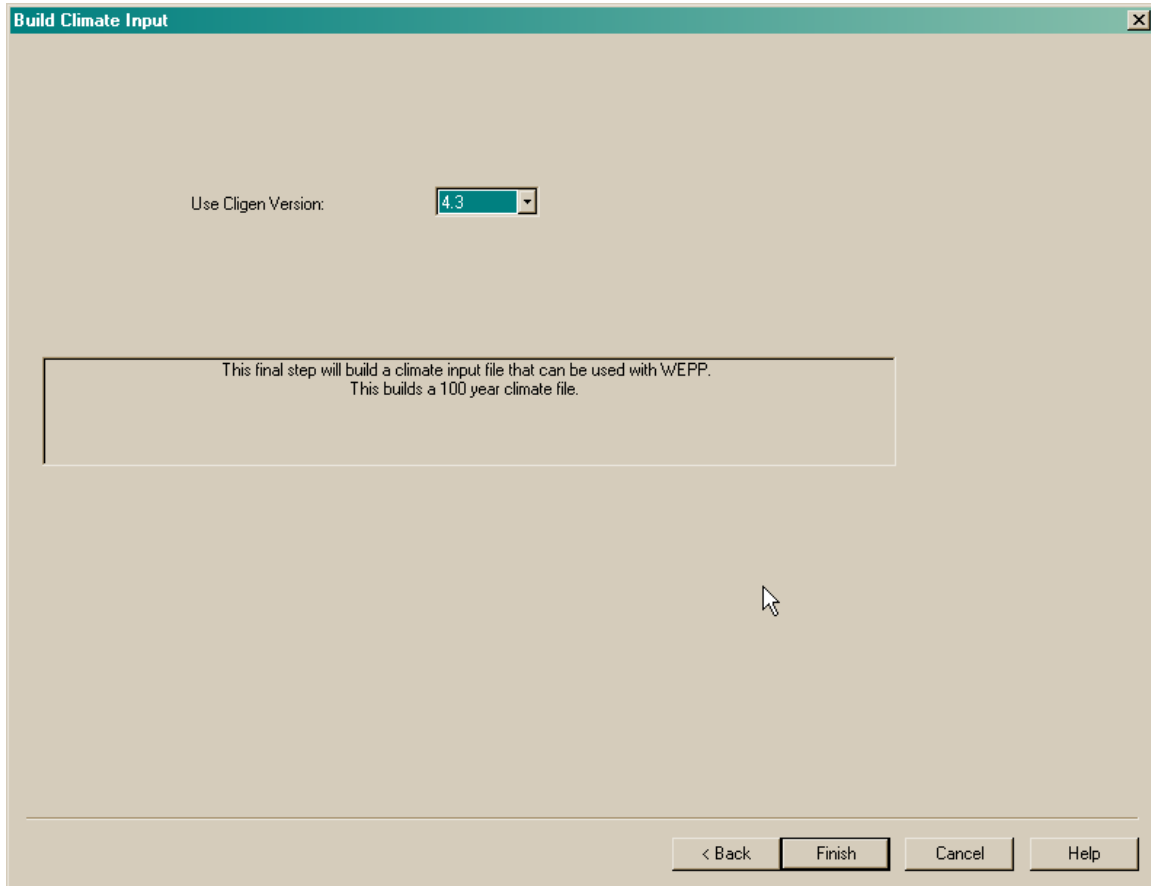 Build Climate Input
Use Cligen Version:
4.3
This final step will build a climate input file that can be used with WEPP.
This builds a 100 year climate file.
< Back
Finish
Cancel
Help